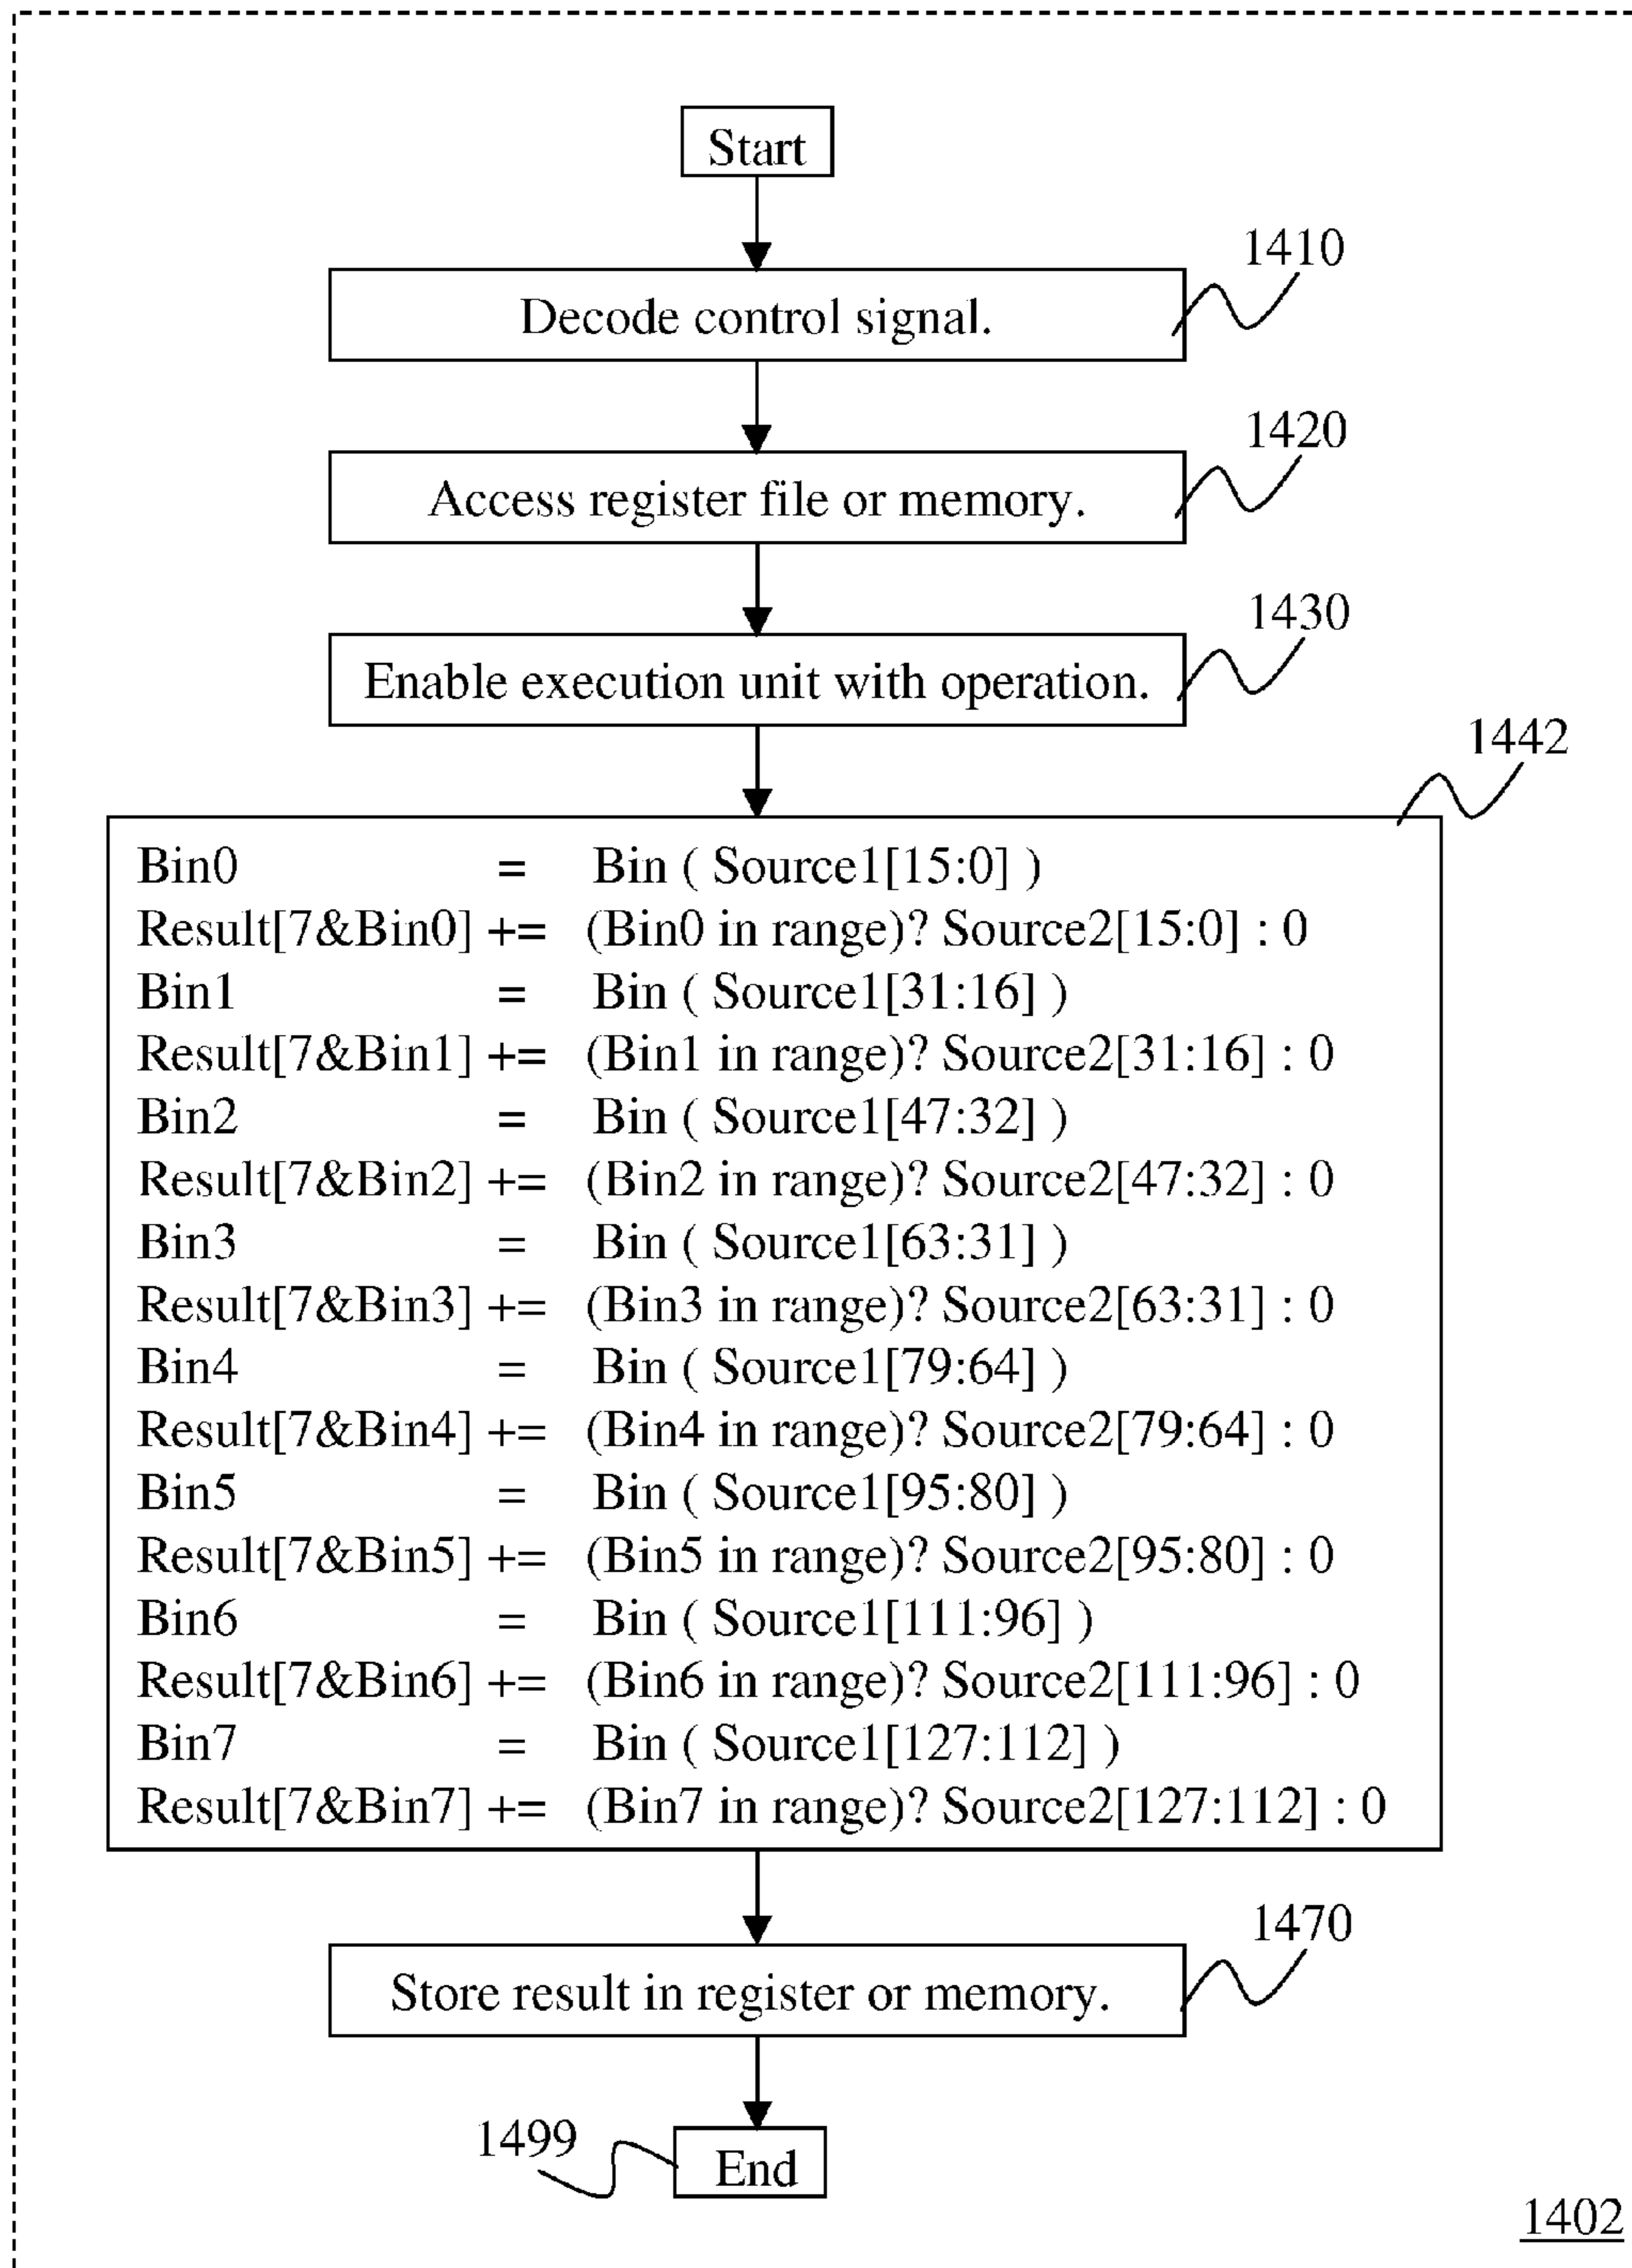 Start
1410
Decode control signal.
1420
Access register file or memory.
1430
Enable execution unit with operation.
1442
Bin0 = Bin ( Source1[15:0] )
Result[7&Bin0] += (Bin0 in range)? Source2[15:0] : 0
Bin1 = Bin ( Source1[31:16] )
Result[7&Bin1] += (Bin1 in range)? Source2[31:16] : 0
Bin2 = Bin ( Source1[47:32] )
Result[7&Bin2] += (Bin2 in range)? Source2[47:32] : 0
Bin3 = Bin ( Source1[63:31] )
Result[7&Bin3] += (Bin3 in range)? Source2[63:31] : 0
Bin4 = Bin ( Source1[79:64] )
Result[7&Bin4] += (Bin4 in range)? Source2[79:64] : 0
Bin5 = Bin ( Source1[95:80] )
Result[7&Bin5] += (Bin5 in range)? Source2[95:80] : 0
Bin6 = Bin ( Source1[111:96] )
Result[7&Bin6] += (Bin6 in range)? Source2[111:96] : 0
Bin7 = Bin ( Source1[127:112] )
Result[7&Bin7] += (Bin7 in range)? Source2[127:112] : 0
1470
Store result in register or memory.
1499
End
1402